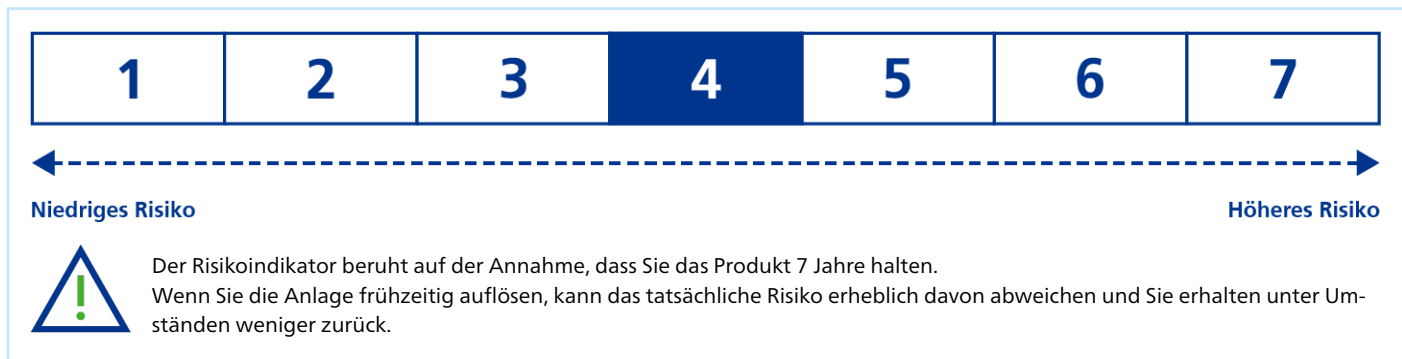 1 2 3 4 5 6 7
Niedriges Risiko Höheres Risiko
Der Risikoindikator beruht auf der Annahme, dass Sie das Produkt 7 Jahre halten.
Wenn Sie die Anlage frühzeitig auflösen, kann das tatsächliche Risiko erheblich davon abweichen und Sie erhalten unter Um-
ständen weniger zurück.